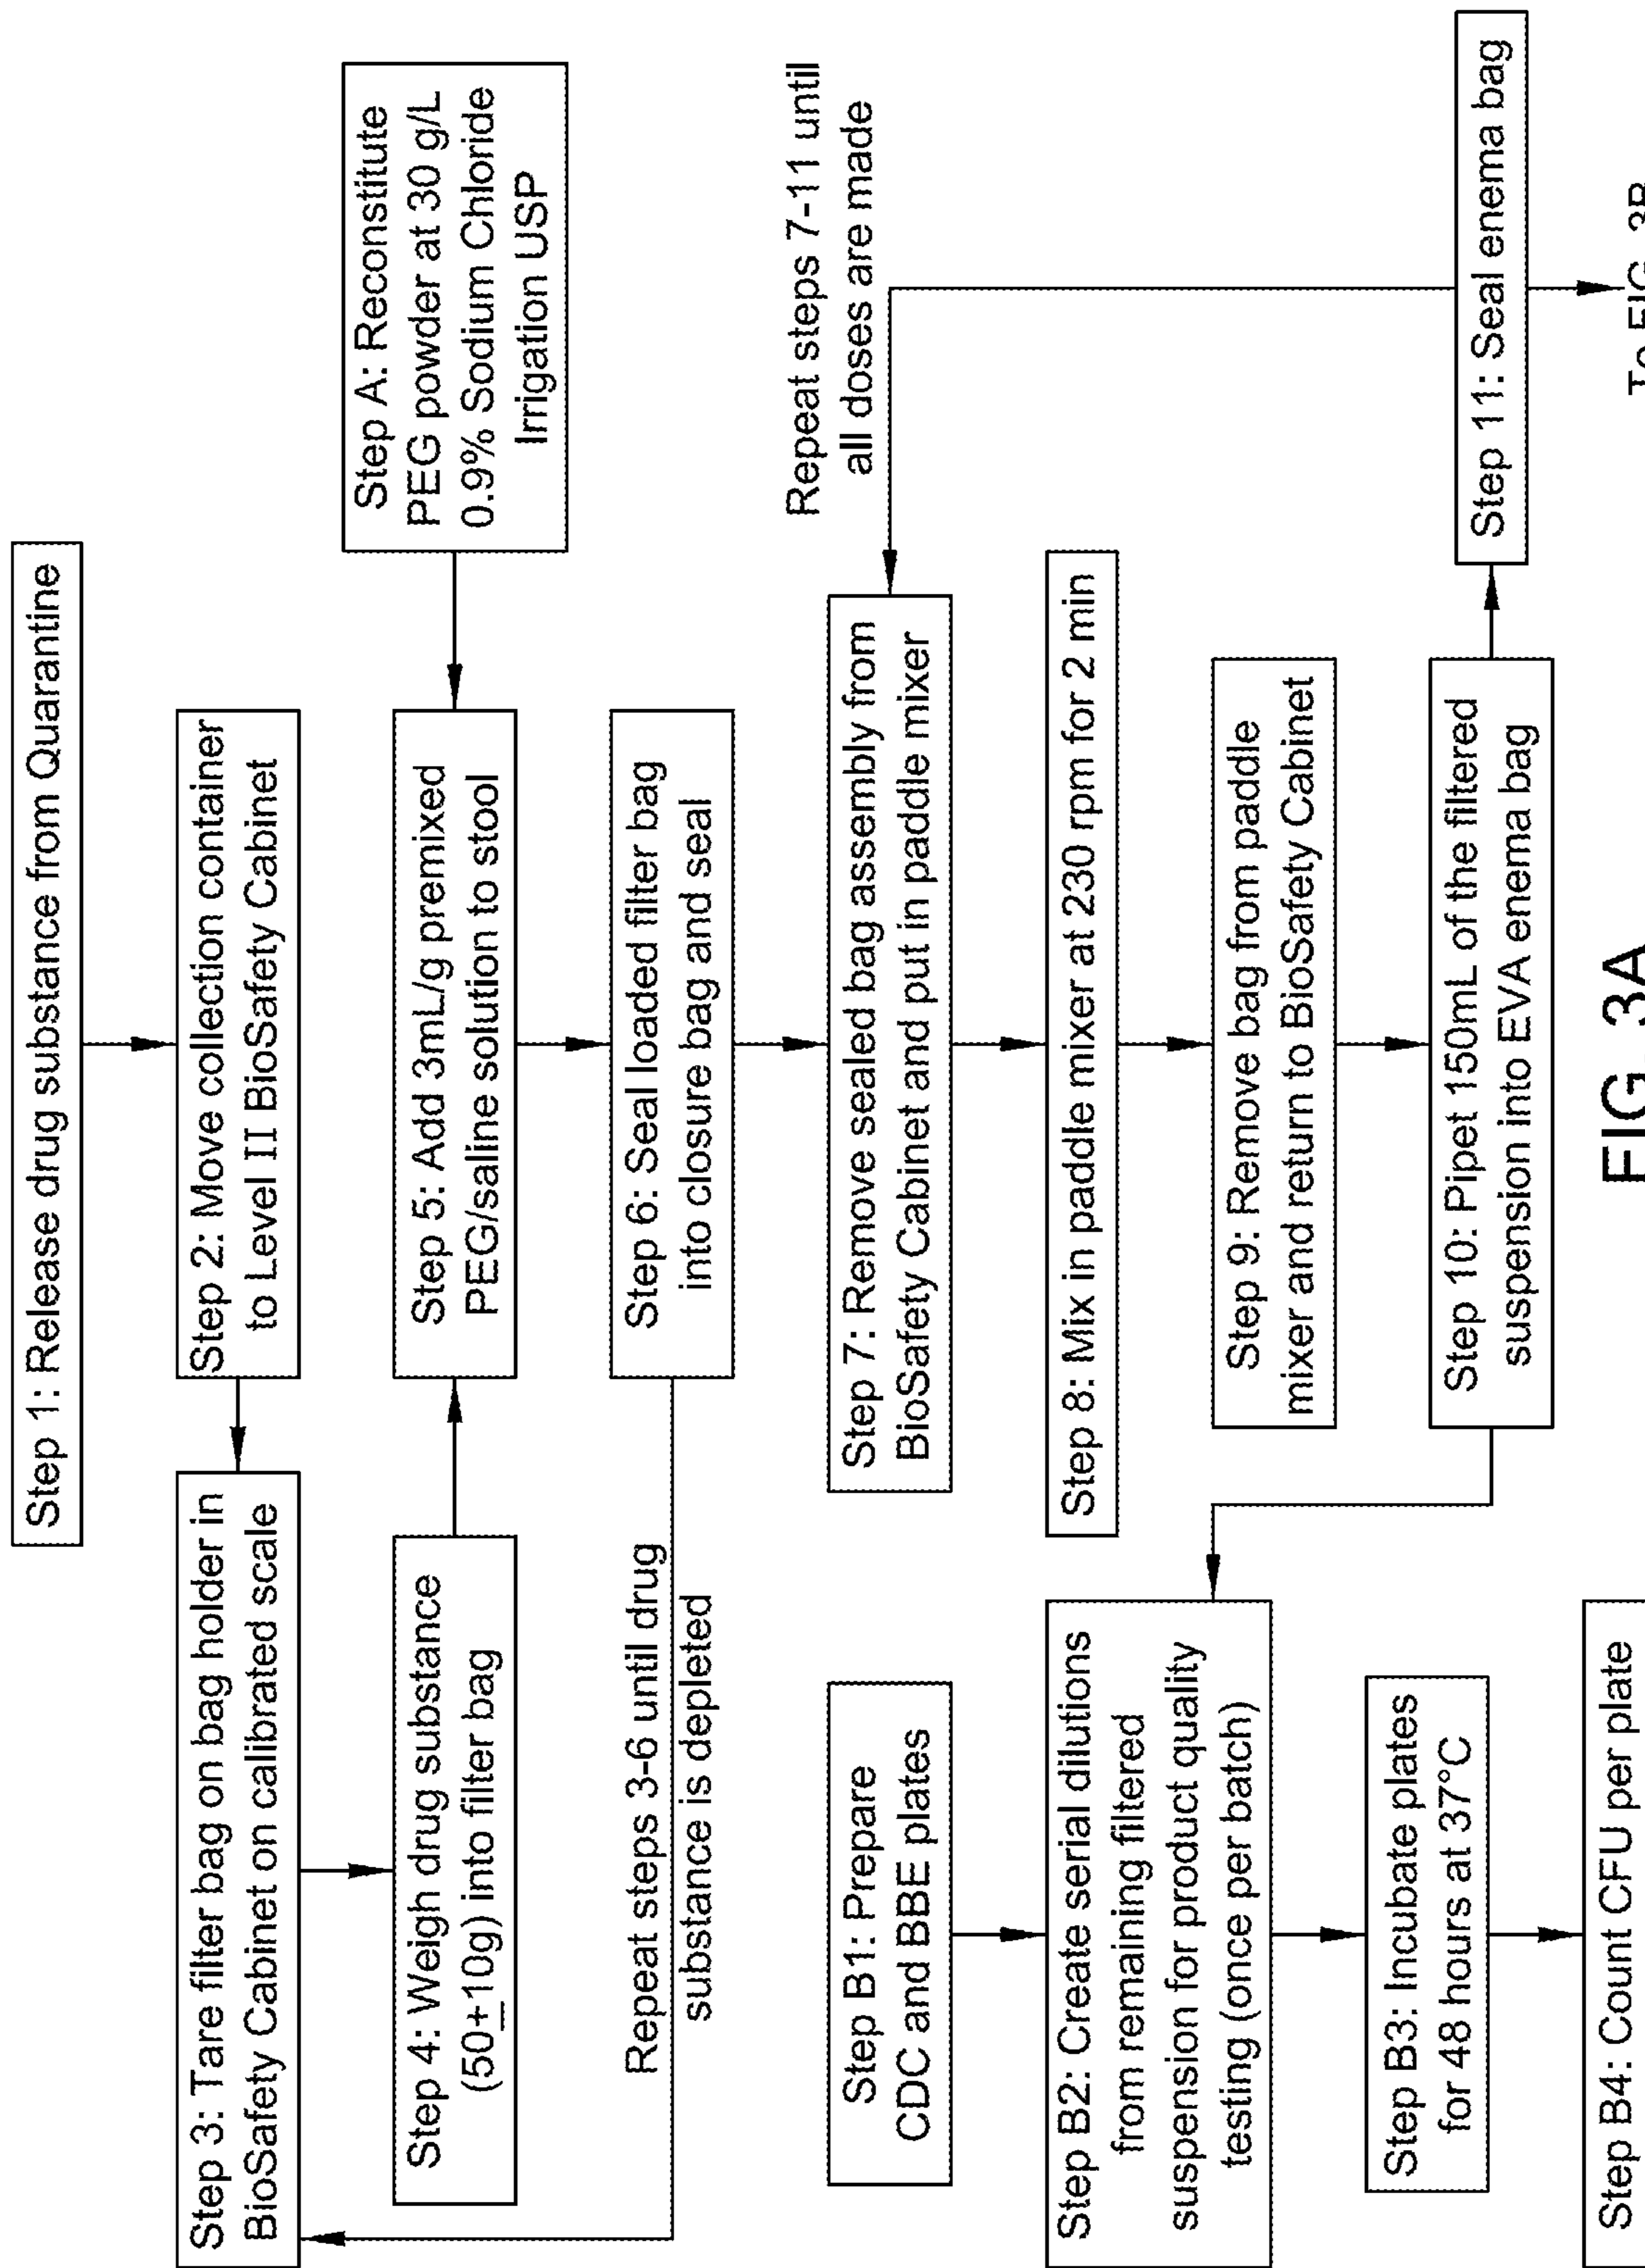 Step 1: Release drug substance from Quarantine
Step 2: Move collection container
to Level II BioSafety Cabinet
Step 3: Tare filter bag on bag holder in
BioSafety Cabinet on calibrated scale
Step 4: Weigh drug substance
(50±10g) into filter bag
Step 5: Add 3mL/g premixed
PEG/saline solution to stool
Step A: Reconstitute
PEG powder at 30 g/L
0.9% Sodium Chloride
Irrigation USP
Step 6: Seal loaded filter bag
into closure bag and seal
Repeat steps 3-6 until drug
substance is depleted
Step 7: Remove sealed bag assembly from
BioSafety Cabinet and put in paddle mixer
Repeat steps 7-11 until
all doses are made
Step 8: Mix in paddle mixer at 230 rpm for 2 min
Step 9: Remove bag from paddle
mixer and return to BioSafety Cabinet
Step 10: Pipet 150mL of the filtered
suspension into EVA enema bag
Step 11: Seal enema bag
Step B1: Prepare
CDC and BBE plates
Step B2: Create serial dilutions
from remaining filtered
suspension for product quality
testing (once per batch)
Step B3: Incubate plates
for 48 hours at 37°C
Step B4: Count CFU per plate
To FIG. 3B
FIG. 3A